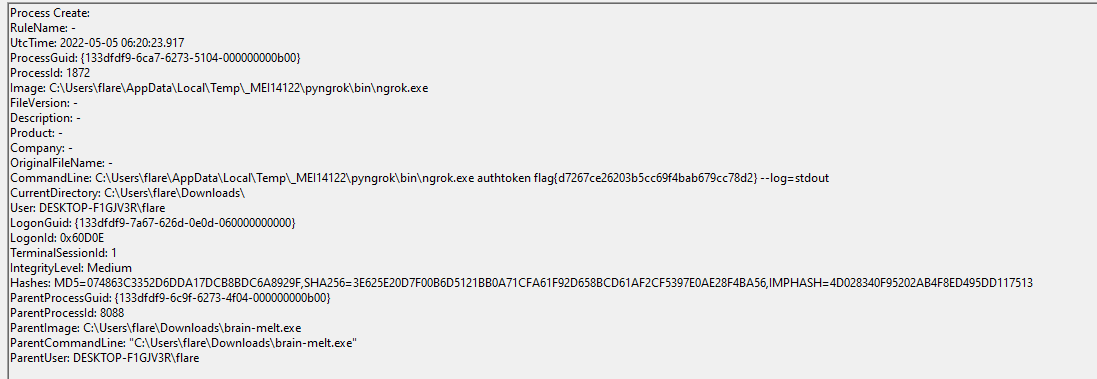 Process Create:
RuleName: -
UtcTime: 2022-05-05 06:20:23.917
ProcessGuid: {133dfdf9-6ca7-6273-5104-000000000b00}
ProcessId: 1872
Image: C:\Users\flare\AppData\Local\Temp\_MEI14122\pyngrok\bin\ngrok.exe
FileVersion: -
Description: -
Product: -
Company: -
OriginalFileName: -
CommandLine: C:\Users\flare\AppData\Local\Temp\_MEI14122\pyngrok\bin\ngrok.exe authtoken flag{d7267ce26203b5cc69f4bab679cc78d2} --log=stdout
CurrentDirectory: C:\Users\flare\Downloads\
User: DESKTOP-F1GJV3R\flare
LogonGuid: {133dfdf9-7a67-626d-0e0d-060000000000}
LogonId: 0x60D0E
TerminalSessionId: 1
IntegrityLevel: Medium
Hashes: MD5=074863C3352D6DDA17DCB8BDC6A8929F,SHA256=3E625E20D7F00B6D5121BB0A71CFA61F92D658BCD61AF2CF5397E0AE28F4BA56,IMPHASH=4D028340F95202AB4F8ED495DD117513
ParentProcessGuid: {133dfdf9-6c9f-6273-4f04-000000000b00}
ParentProcessId: 8088
ParentImage: C:\Users\flare\Downloads\brain-melt.exe
ParentCommandLine: "C:\Users\flare\Downloads\brain-melt.exe"
ParentUser: DESKTOP-F1GJV3R\flare